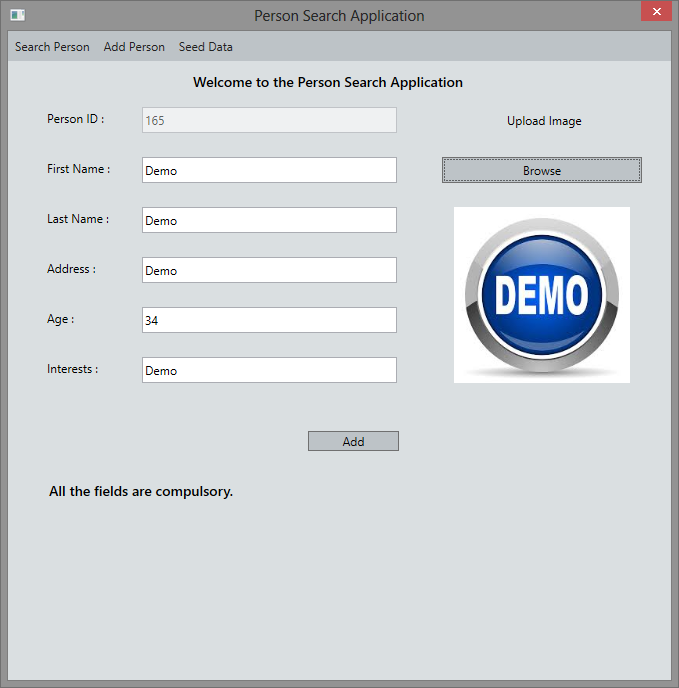 Person Search Application
Search Person Add Person Seed Data
Welcome to the Person Search Application
Person ID : 165
Upload Image
First Name : Demo
Browse
Last Name : Demo
Address : Demo
DEMO
Age : 34
Interests : Demo
Add
All the fields are compulsory.